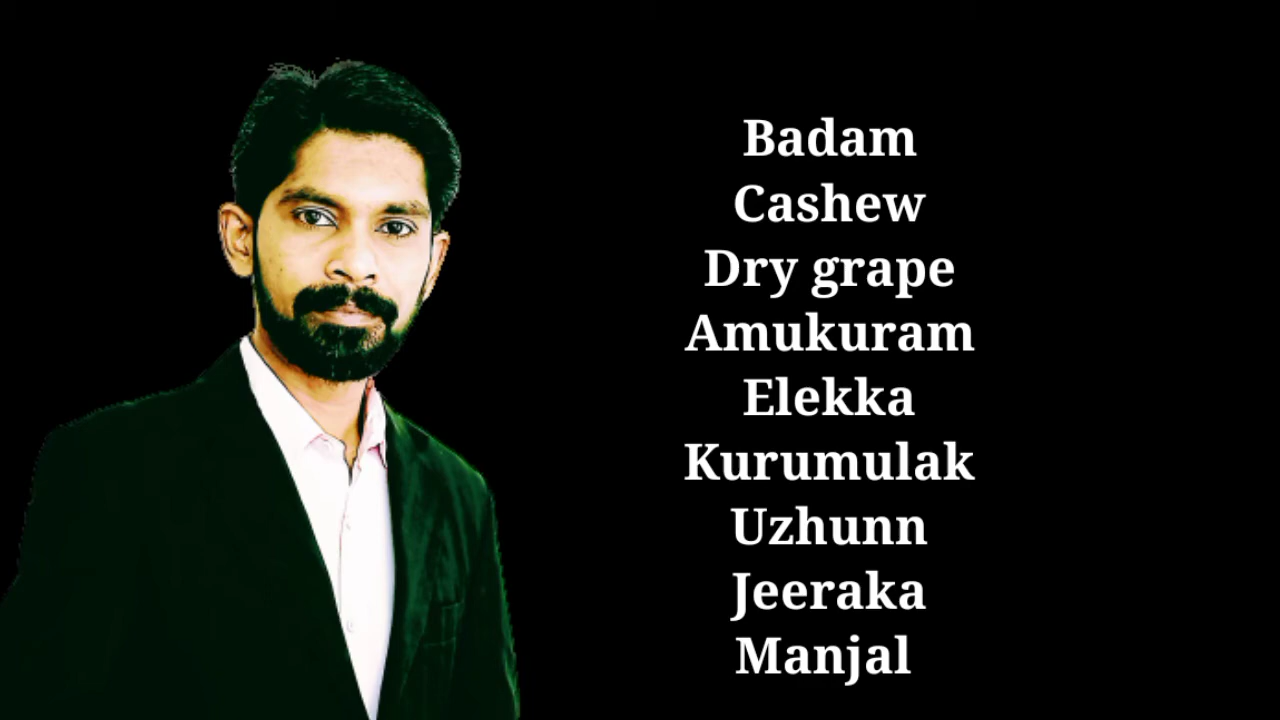 Badam
Cashew
Dry grape
Amukuram
Elekka
Kurumulak
Uzhunn
Jeeraka
Manjal